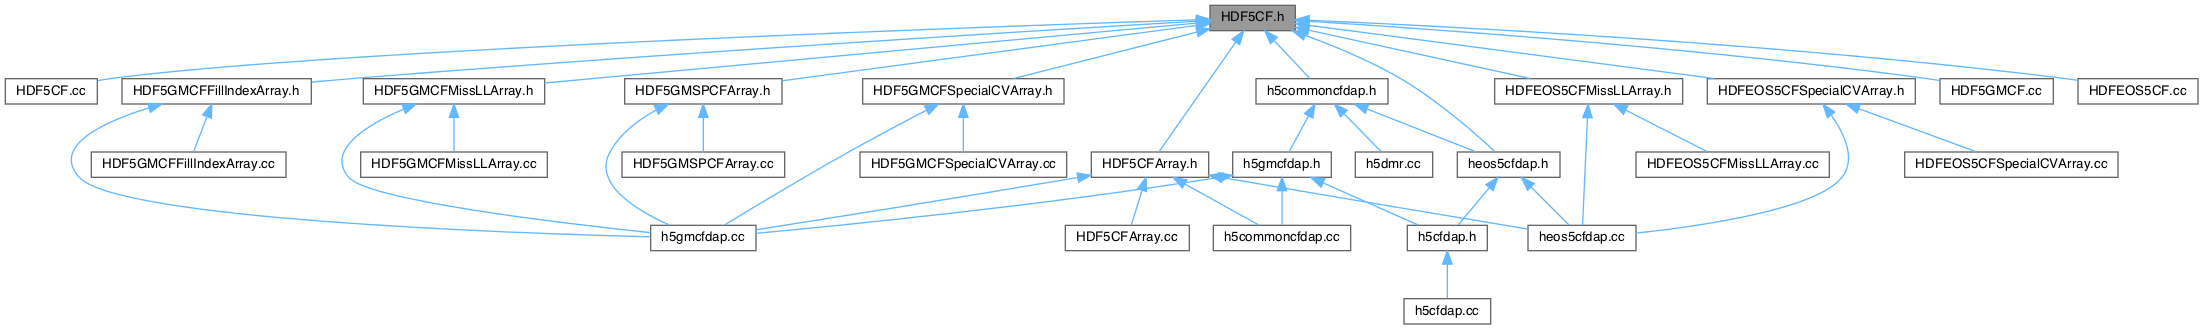 HDF5CF.h
HDF5CF.cc
HDF5GMCFFillIndexArray.h
HDF5GMCFMissLLArray.h
HDF5GMSPCFArray.h
HDF5GMCFSpecialCVArray.h
h5commoncfdap.h
HDFEOS5CFMissLLArray.h
HDFEOS5CFSpecialCVArray.h
HDF5GMCF.cc
HDFEOS5CF.cc
HDF5GMCFFillIndexArray.cc
HDF5GMCFMissLLArray.cc
HDF5GMSPCFArray.cc
HDF5GMCFSpecialCVArray.cc
HDF5CFArray.h
h5gmcfdap.h
h5dmr.cc
heos5cfdap.h
HDFEOS5CFMissLLArray.cc
HDFEOS5CFSpecialCVArray.cc
h5gmcfdap.cc
HDF5CFArray.cc
h5commoncfdap.cc
h5cfdap.h
heos5cfdap.cc
h5cfdap.cc